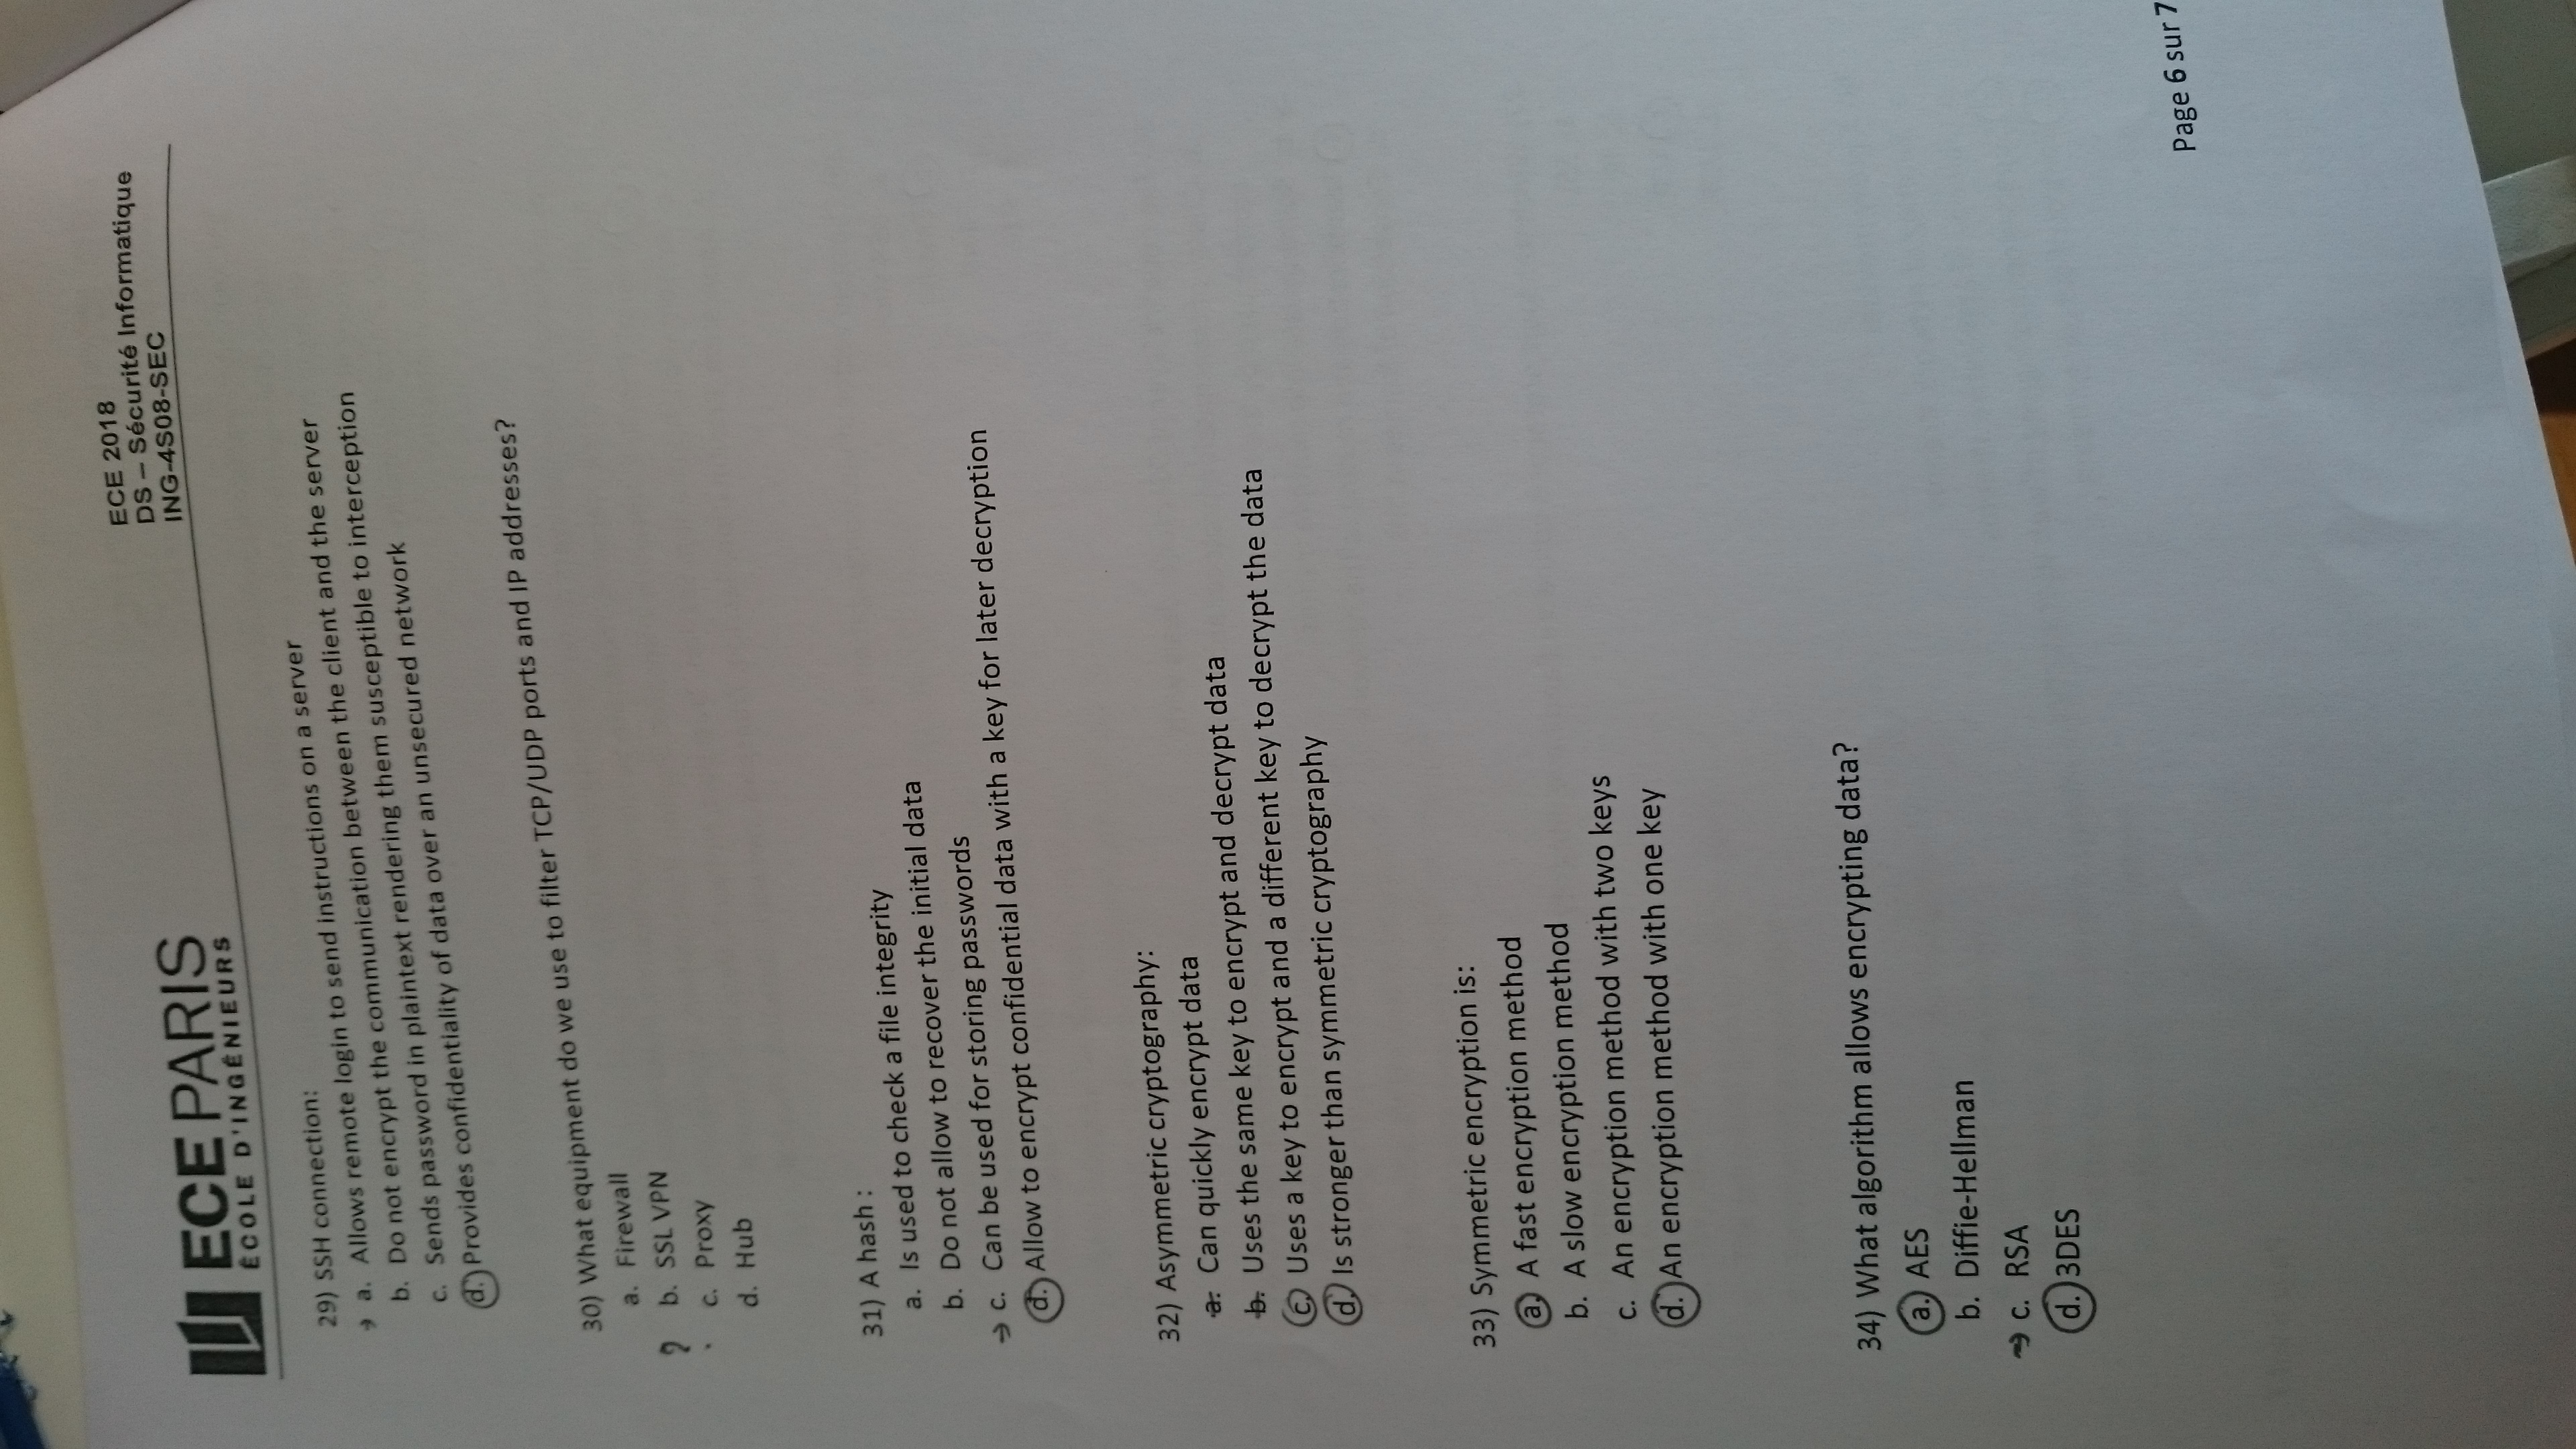 ECE PARIS
ÉCOLE D'INGÉNIEURS
ECE 2018
DS – Sécurité Informatique
ING-4S08-SEC
29) SSH connection:
→ a. Allows remote login to send instructions on a server
b. Do not encrypt the communication between the client and the server
c. Sends password in plaintext rendering them susceptible to interception
d. Provides confidentiality of data over an unsecured network
30) What equipment do we use to filter TCP/UDP ports and IP addresses?
a. Firewall
? b. SSL VPN
c. Proxy
d. Hub
31) A hash :
a. Is used to check a file integrity
b. Do not allow to recover the initial data
→ c. Can be used for storing passwords
d. Allow to encrypt confidential data with a key for later decryption
32) Asymmetric cryptography:
a. Can quickly encrypt data
b. Uses the same key to encrypt and decrypt data
c. Uses a key to encrypt and a different key to decrypt the data
d. Is stronger than symmetric cryptography
33) Symmetric encryption is:
a. A fast encryption method
b. A slow encryption method
c. An encryption method with two keys
d. An encryption method with one key
34) What algorithm allows encrypting data?
a. AES
b. Diffie-Hellman
→ c. RSA
d. 3DES
Page 6 sur 7